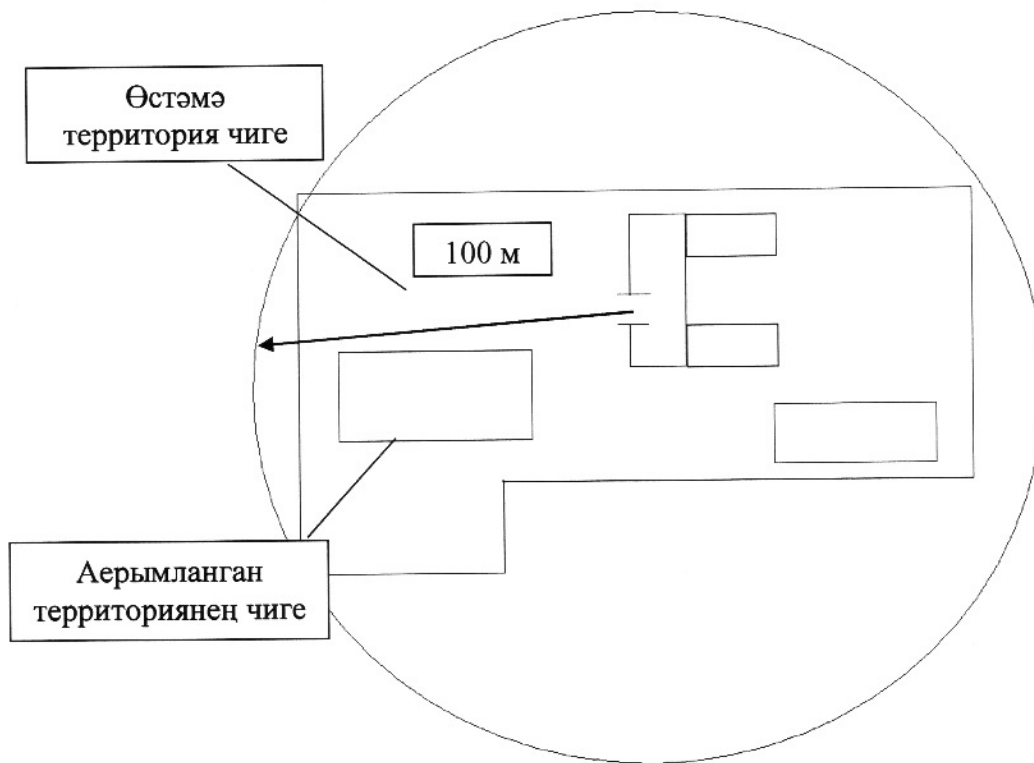 Өстәмә
территория чиге
100 м
Аерымланган
территориянең чиге